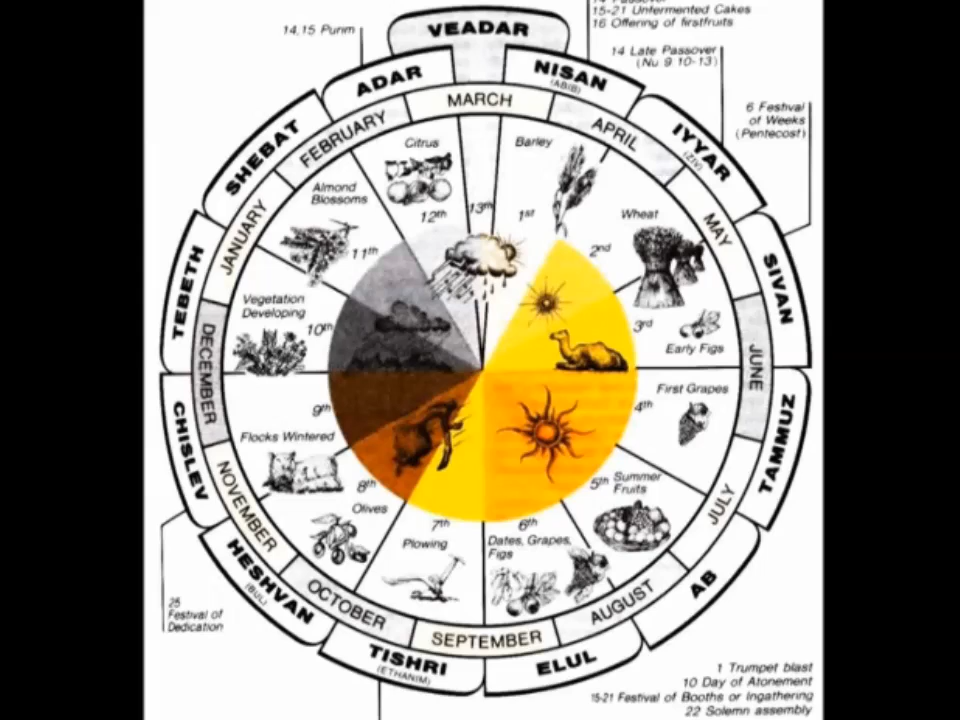 15-21 Unfermented Cakes
16 Offering of firstfruits
14,15 Purim
14 Late Passover
(Nu 9:10-13)
6 Festival
of Weeks
(Pentecost)
VEADAR
ADAR
NISAN
(ABIB)
SHEBAT
IYYAR
(ZIV)
TEBETH
SIVAN
CHISLEV
TAMMUZ
HESHVAN
(BUL)
AB
TISHRI
(ETHANIM)
ELUL
MARCH
FEBRUARY
APRIL
JANUARY
MAY
DECEMBER
JUNE
NOVEMBER
JULY
OCTOBER
AUGUST
SEPTEMBER
Citrus
12th
13th
Barley
1st
Almond
Blossoms
11th
Wheat
2nd
Vegetation
Developing
10th
3rd
Early Figs
First Grapes
4th
9th
Flocks Wintered
8th
Olives
5th Summer
Fruits
7th
Plowing
6th
Dates, Grapes,
Figs
25
Festival of
Dedication
1 Trumpet blast
10 Day of Atonement
15-21 Festival of Booths or Ingathering
22 Solemn assembly